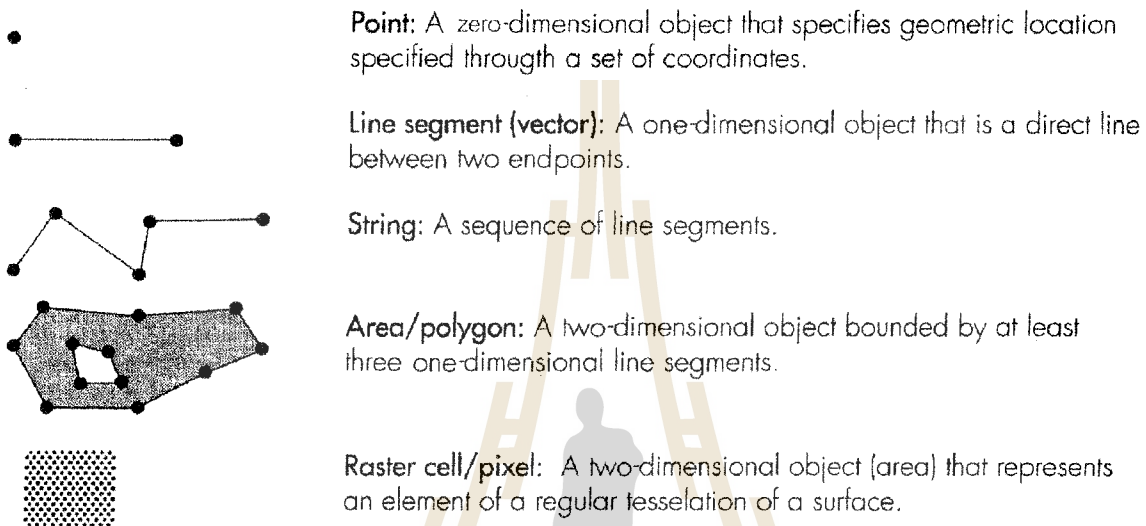 Point: A zero-dimensional object that specifies geometric location
specified througth a set of coordinates.
Line segment (vector): A one-dimensional object that is a direct line
between two endpoints.
String: A sequence of line segments.
Area/polygon: A two-dimensional object bounded by at least
three one-dimensional line segments.
Raster cell/pixel: A two-dimensional object (area) that represents
an element of a regular tesselation of a surface.